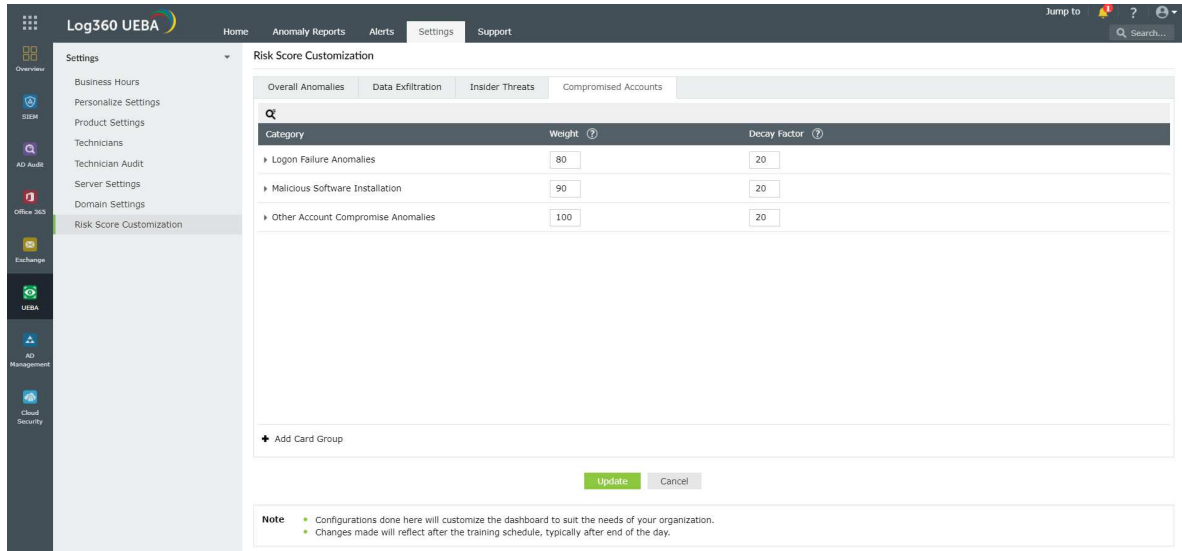 Jump to
1
?
Log360 UEBA
Home Anomaly Reports Alerts Settings Support
Search...
Overview
SIEM
AD Audit
Office 365
Exchange
UEBA
AD
Management
Cloud
Security
Settings
Business Hours
Personalize Settings
Product Settings
Technicians
Technician Audit
Server Settings
Domain Settings
Risk Score Customization
Risk Score Customization
Overall Anomalies Data Exfiltration Insider Threats Compromised Accounts
Category Weight ? Decay Factor ?
Logon Failure Anomalies 80 20
Malicious Software Installation 90 20
Other Account Compromise Anomalies 100 20
Add Card Group
Update Cancel
Note • Configurations done here will customize the dashboard to suit the needs of your organization.
• Changes made will reflect after the training schedule, typically after end of the day.